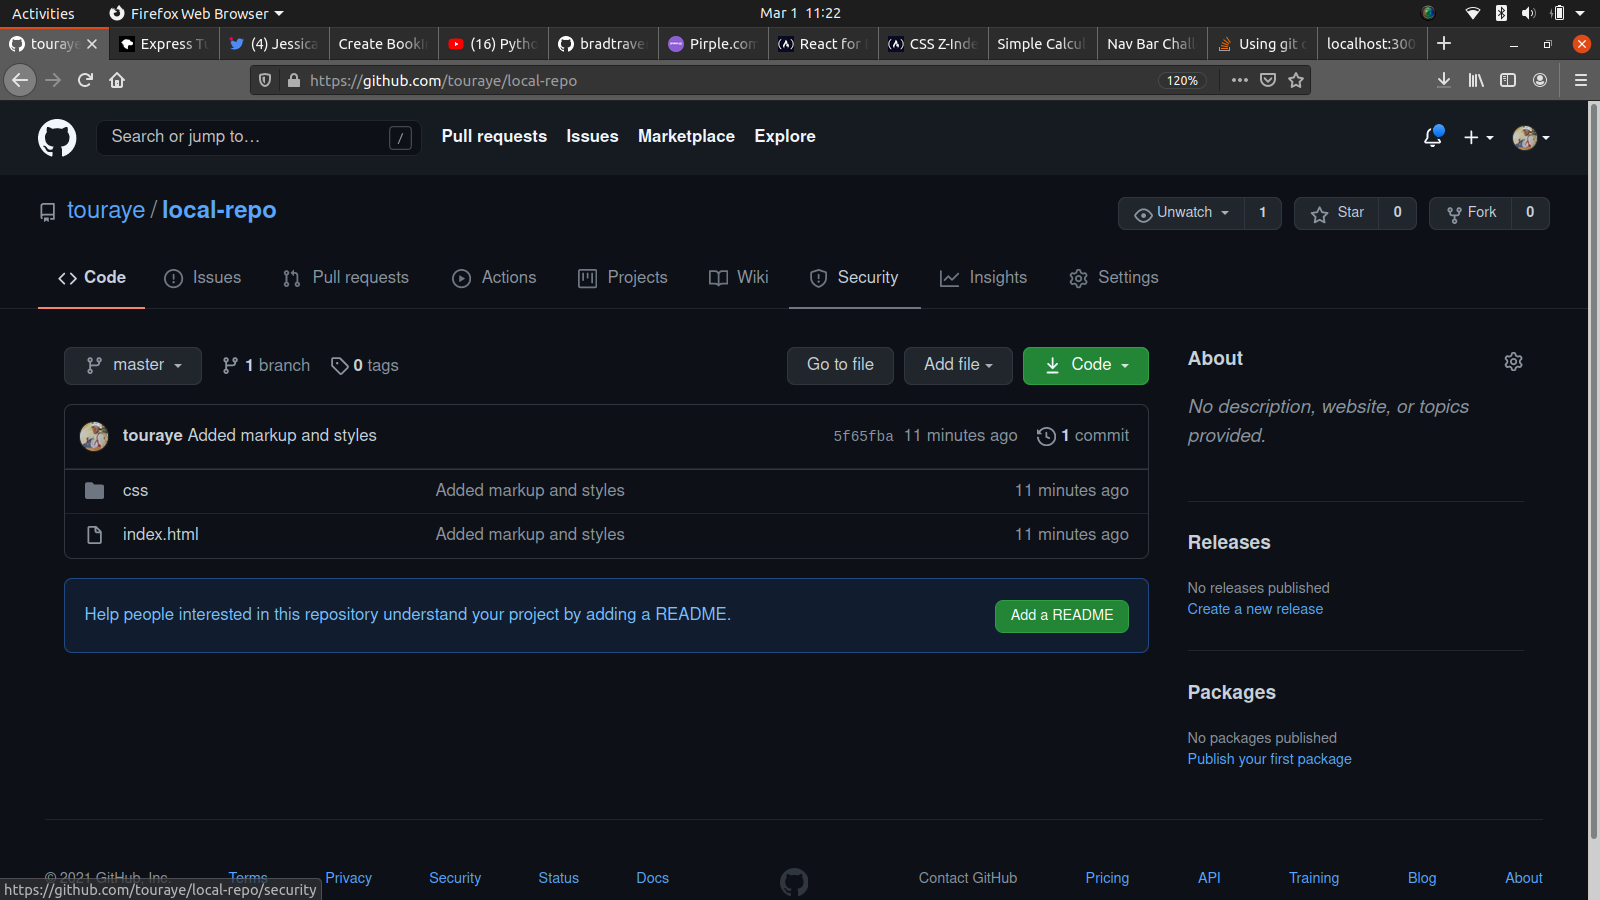 Activities Firefox Web Browser Mar 1 11:22
touraye Express Tu (4) Jessica Create BookI (16) Pytho bradtrave Pirple.com React for CSS Z-Inde Simple Calcul Nav Bar Chall Using git c localhost:300
https://github.com/touraye/local-repo 120%
Search or jump to… / Pull requests Issues Marketplace Explore
touraye / local-repo Unwatch 1 Star 0 Fork 0
Code Issues Pull requests Actions Projects Wiki Security Insights Settings
master 1 branch 0 tags Go to file Add file Code
touraye Added markup and styles 5f65fba 11 minutes ago 1 commit
css Added markup and styles 11 minutes ago
index.html Added markup and styles 11 minutes ago
Help people interested in this repository understand your project by adding a README. Add a README
About
No description, website, or topics
provided.
Releases
No releases published
Create a new release
Packages
No packages published
Publish your first package
© 2021 GitHub, Inc. Terms Privacy Security Status Docs Contact GitHub Pricing API Training Blog About
https://github.com/touraye/local-repo/security